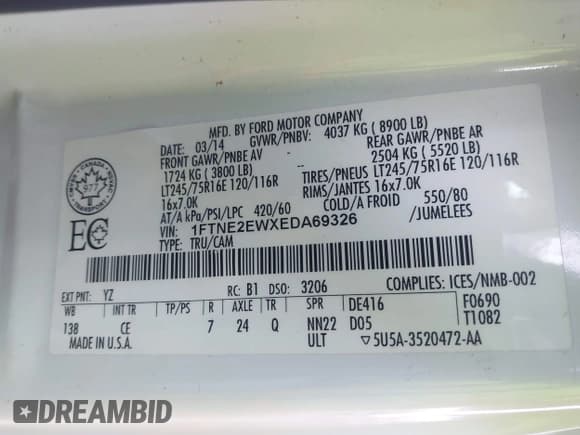 MFD. BY FORD MOTOR COMPANY
DATE: 03/14 GVWR/PNBV: 4037 KG ( 8900 LB)
FRONT GAWR/PNBE AV REAR GAWR/PNBE AR
1724 KG ( 3800 LB) 2504 KG ( 5520 LB)
LT245/75R16E 120/116R TIRES/PNEUS LT245/75R16E 120/116R
16x7.0K RIMS/JANTES 16x7.0K
AT/A kPa/PSI/LPC 420/60 COLD/A FROID 550/80
/JUMELEES
VIN: 1FTNE2EWXEDA69326
TYPE: TRU/CAM
CANADA
977
EC
EXT PNT: YZ RC: B1 DSO: 3206 COMPLIES: ICES/NMB-002
WB INT TR TP/PS R AXLE TR SPR DE416 F0690
138 CE 7 24 Q NN22 D05 T1082
MADE IN U.S.A. ULT ▽5U5A-3520472-AA
DREAMBID